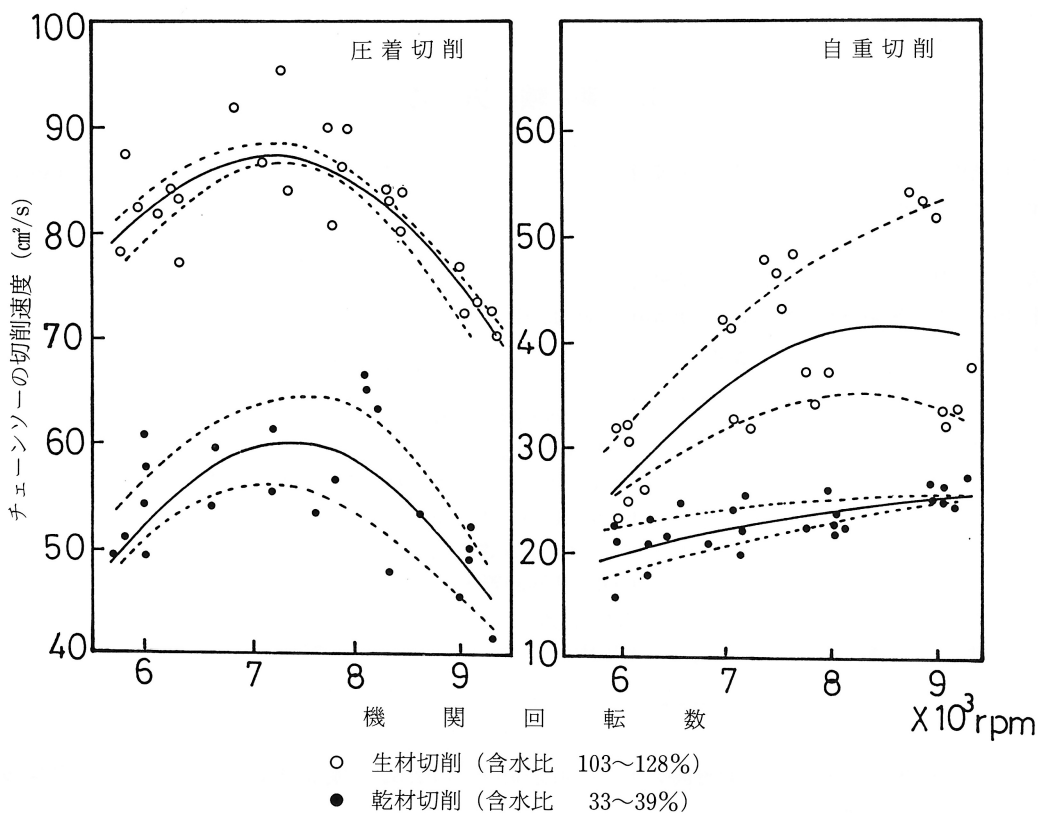 圧着切削
自重切削
100
90
80
70
60
50
40
60
50
40
30
20
10
チェーンソーの切削速度 (cm²/s)
6 7 8 9
6 7 8 9
機関回転数
×10³rpm
○ 生材切削 (含水比 103～128%)
● 乾材切削 (含水比 33～39%)